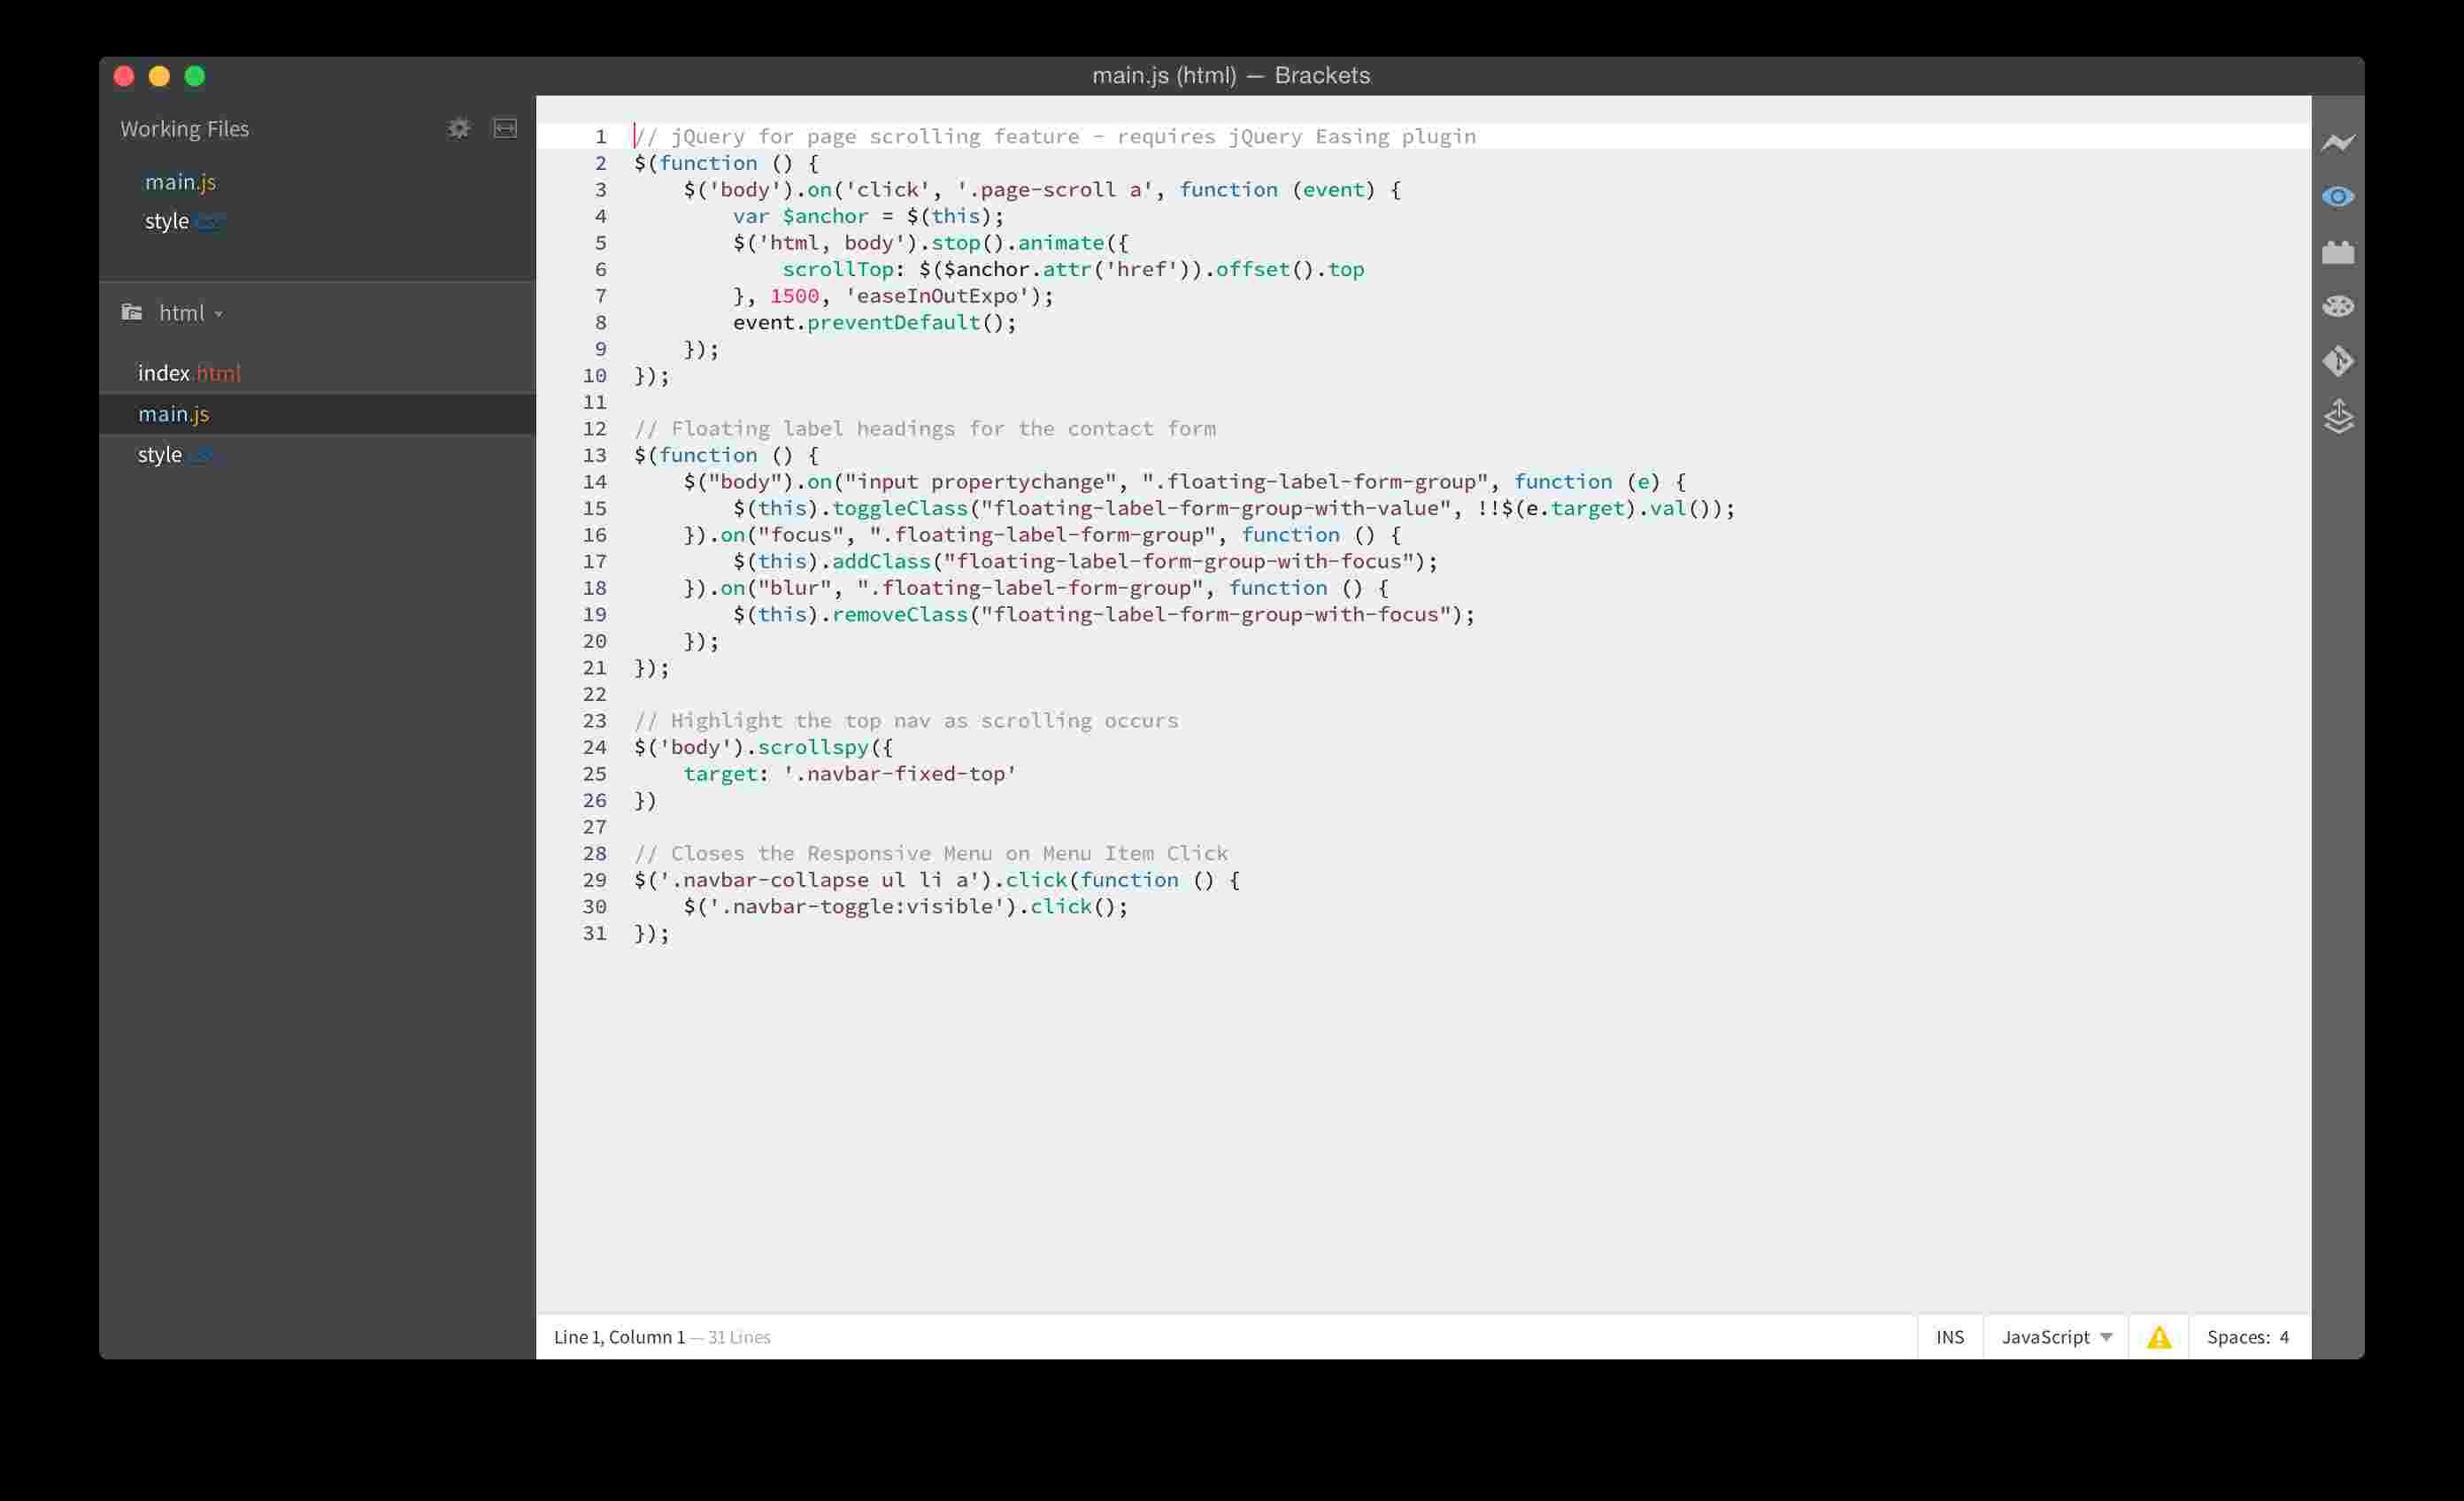 main.js (html) — Brackets
Working Files
main.js
style
html
index.html
main.js
style
1 // jQuery for page scrolling feature - requires jQuery Easing plugin
2 $(function () {
3     $('body').on('click', '.page-scroll a', function (event) {
4         var $anchor = $(this);
5         $('html, body').stop().animate({
6             scrollTop: $($anchor.attr('href')).offset().top
7         }, 1500, 'easeInOutExpo');
8         event.preventDefault();
9     });
10 });
11
12 // Floating label headings for the contact form
13 $(function () {
14     $("body").on("input propertychange", ".floating-label-form-group", function (e) {
15         $(this).toggleClass("floating-label-form-group-with-value", !!$(e.target).val());
16     }).on("focus", ".floating-label-form-group", function () {
17         $(this).addClass("floating-label-form-group-with-focus");
18     }).on("blur", ".floating-label-form-group", function () {
19         $(this).removeClass("floating-label-form-group-with-focus");
20     });
21 });
22
23 // Highlight the top nav as scrolling occurs
24 $('body').scrollspy({
25     target: '.navbar-fixed-top'
26 })
27
28 // Closes the Responsive Menu on Menu Item Click
29 $('.navbar-collapse ul li a').click(function () {
30     $('.navbar-toggle:visible').click();
31 });
Line 1, Column 1 — 31 Lines
INS
JavaScript
Spaces: 4